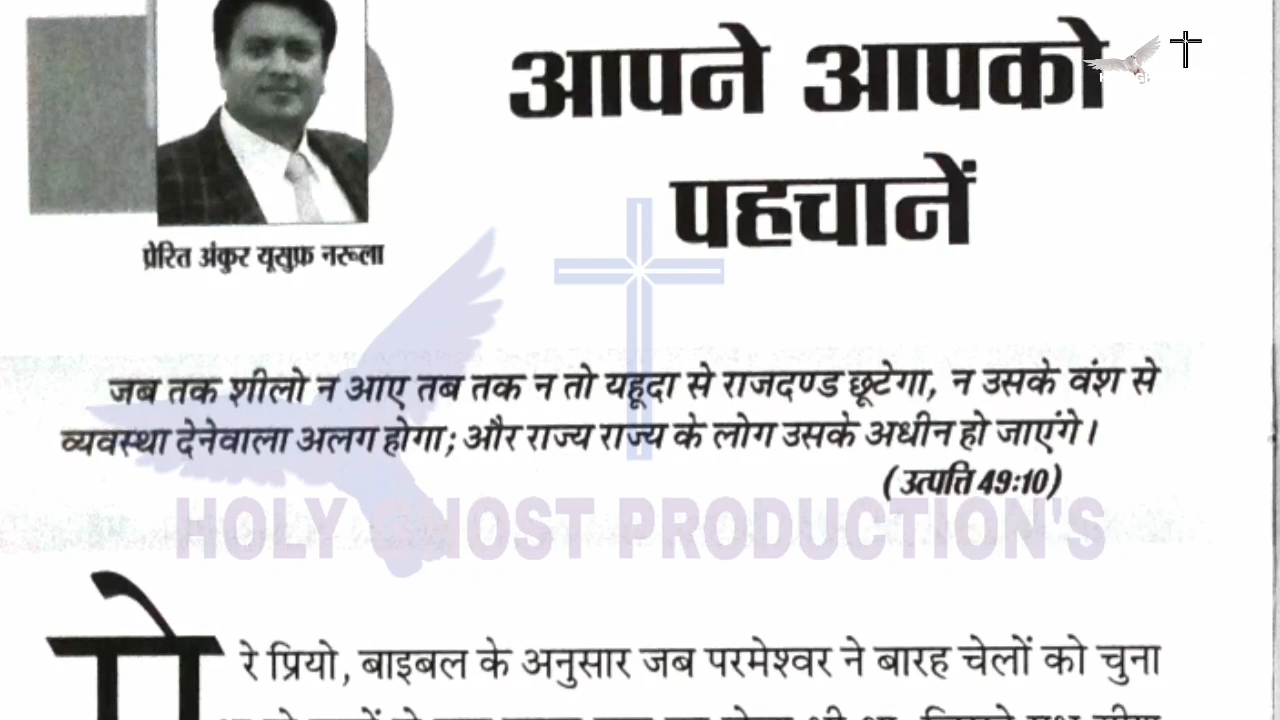 आपने आपको
पहचानें
प्रेरित अंकुर यूसुफ़ नरूला
जब तक शीलो न आए तब तक न तो यहूदा से राजदण्ड छूटेगा, न उसके वंश से
व्यवस्था देनेवाला अलग होगा; और राज्य राज्य के लोग उसके अधीन हो जाएंगे।
(उत्पत्ति 49:10)
HOLY GHOST PRODUCTION'S
रे प्रियो, बाइबल के अनुसार जब परमेश्वर ने बारह चेलों को चुना